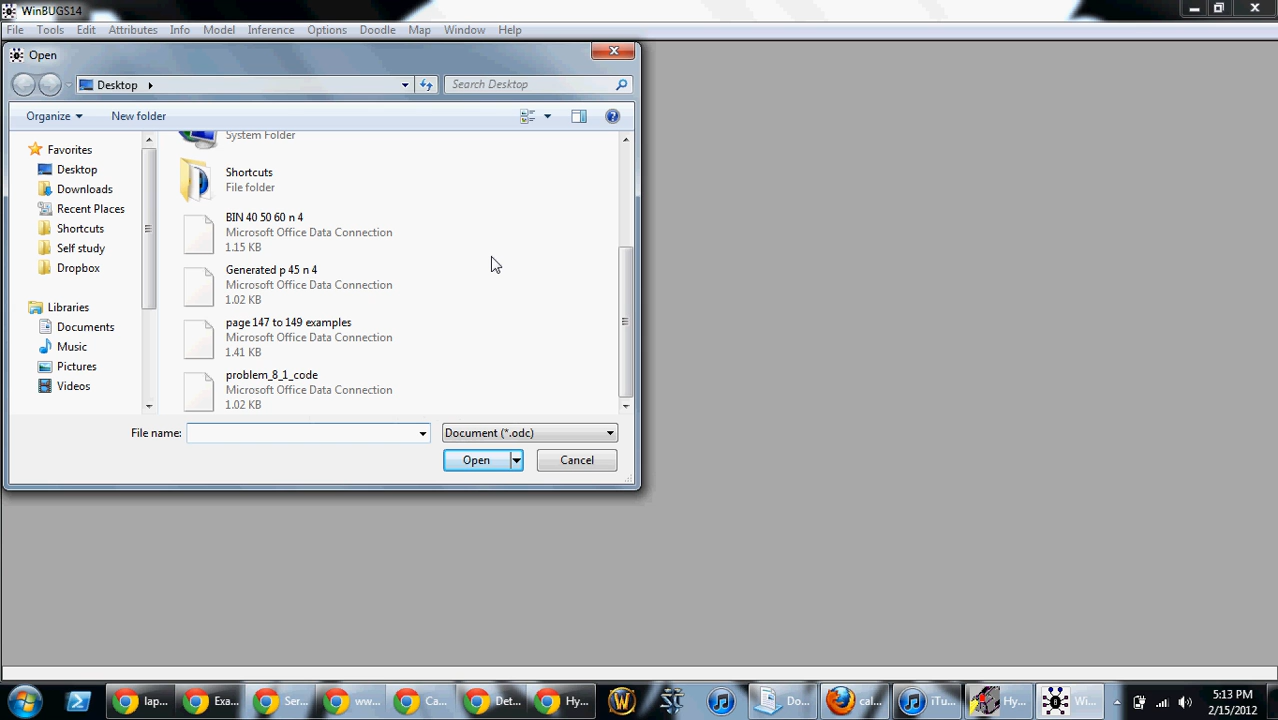 WinBUGS14
File Tools Edit Attributes Info Model Inference Options Doodle Map Window Help
Open
Desktop
Search Desktop
Organize New folder
System Folder
Favorites
Desktop
Downloads
Recent Places
Shortcuts
Self study
Dropbox
Libraries
Documents
Music
Pictures
Videos
Shortcuts
File folder
BIN 40 50 60 n 4
Microsoft Office Data Connection
1.15 KB
Generated p 45 n 4
Microsoft Office Data Connection
1.02 KB
page 147 to 149 examples
Microsoft Office Data Connection
1.41 KB
problem_8_1_code
Microsoft Office Data Connection
1.02 KB
File name:
Document (*.odc)
Open Cancel
lap... Exa... Ser... ww... Ca... Det... Hy... Do... cal... iTu... Hy... Wi...
5:13 PM
2/15/2012